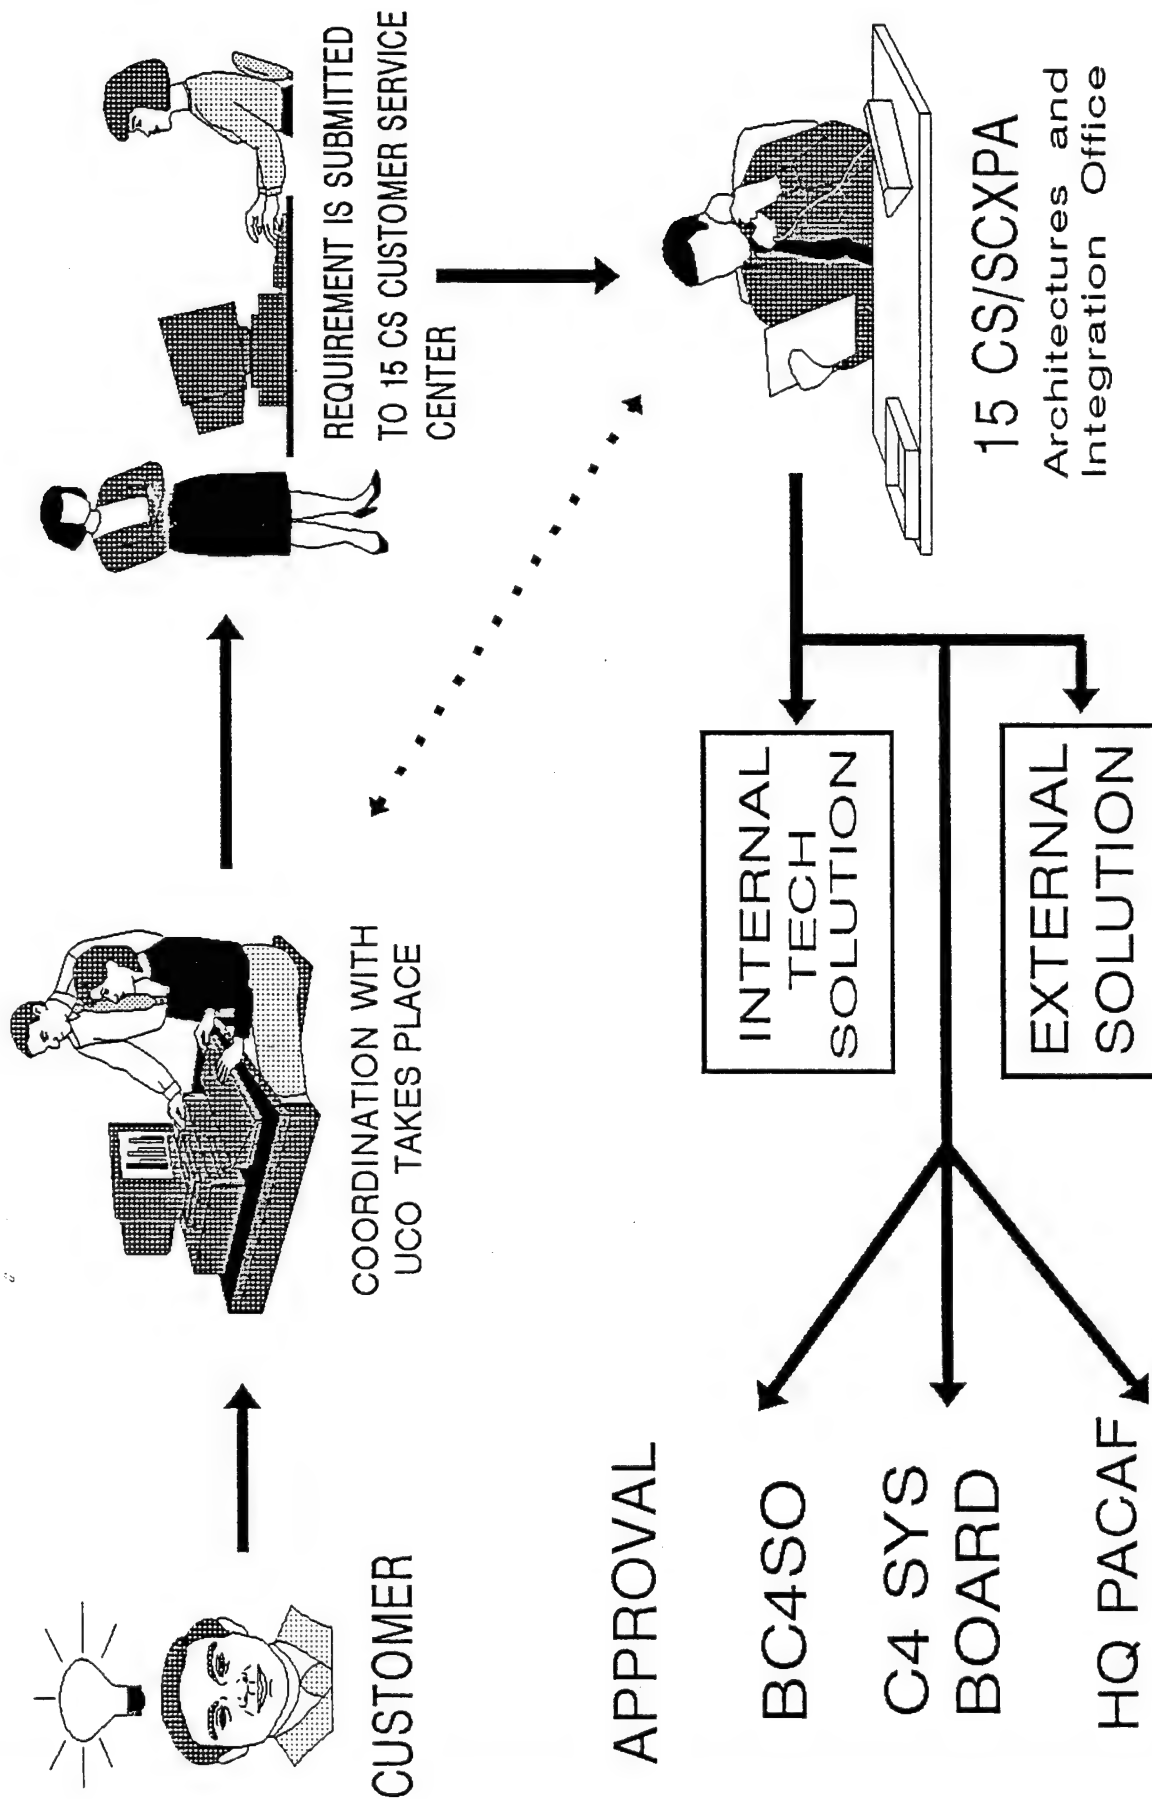 CUSTOMER
COORDINATION WITH
UCO TAKES PLACE
REQUIREMENT IS SUBMITTED
TO 15 CS CUSTOMER SERVICE
CENTER
15 CS/SCXPA
Architectures and
Integration Office
INTERNAL
TECH
SOLUTION
EXTERNAL
SOLUTION
APPROVAL
BC4SO
C4 SYS
BOARD
HQ PACAF